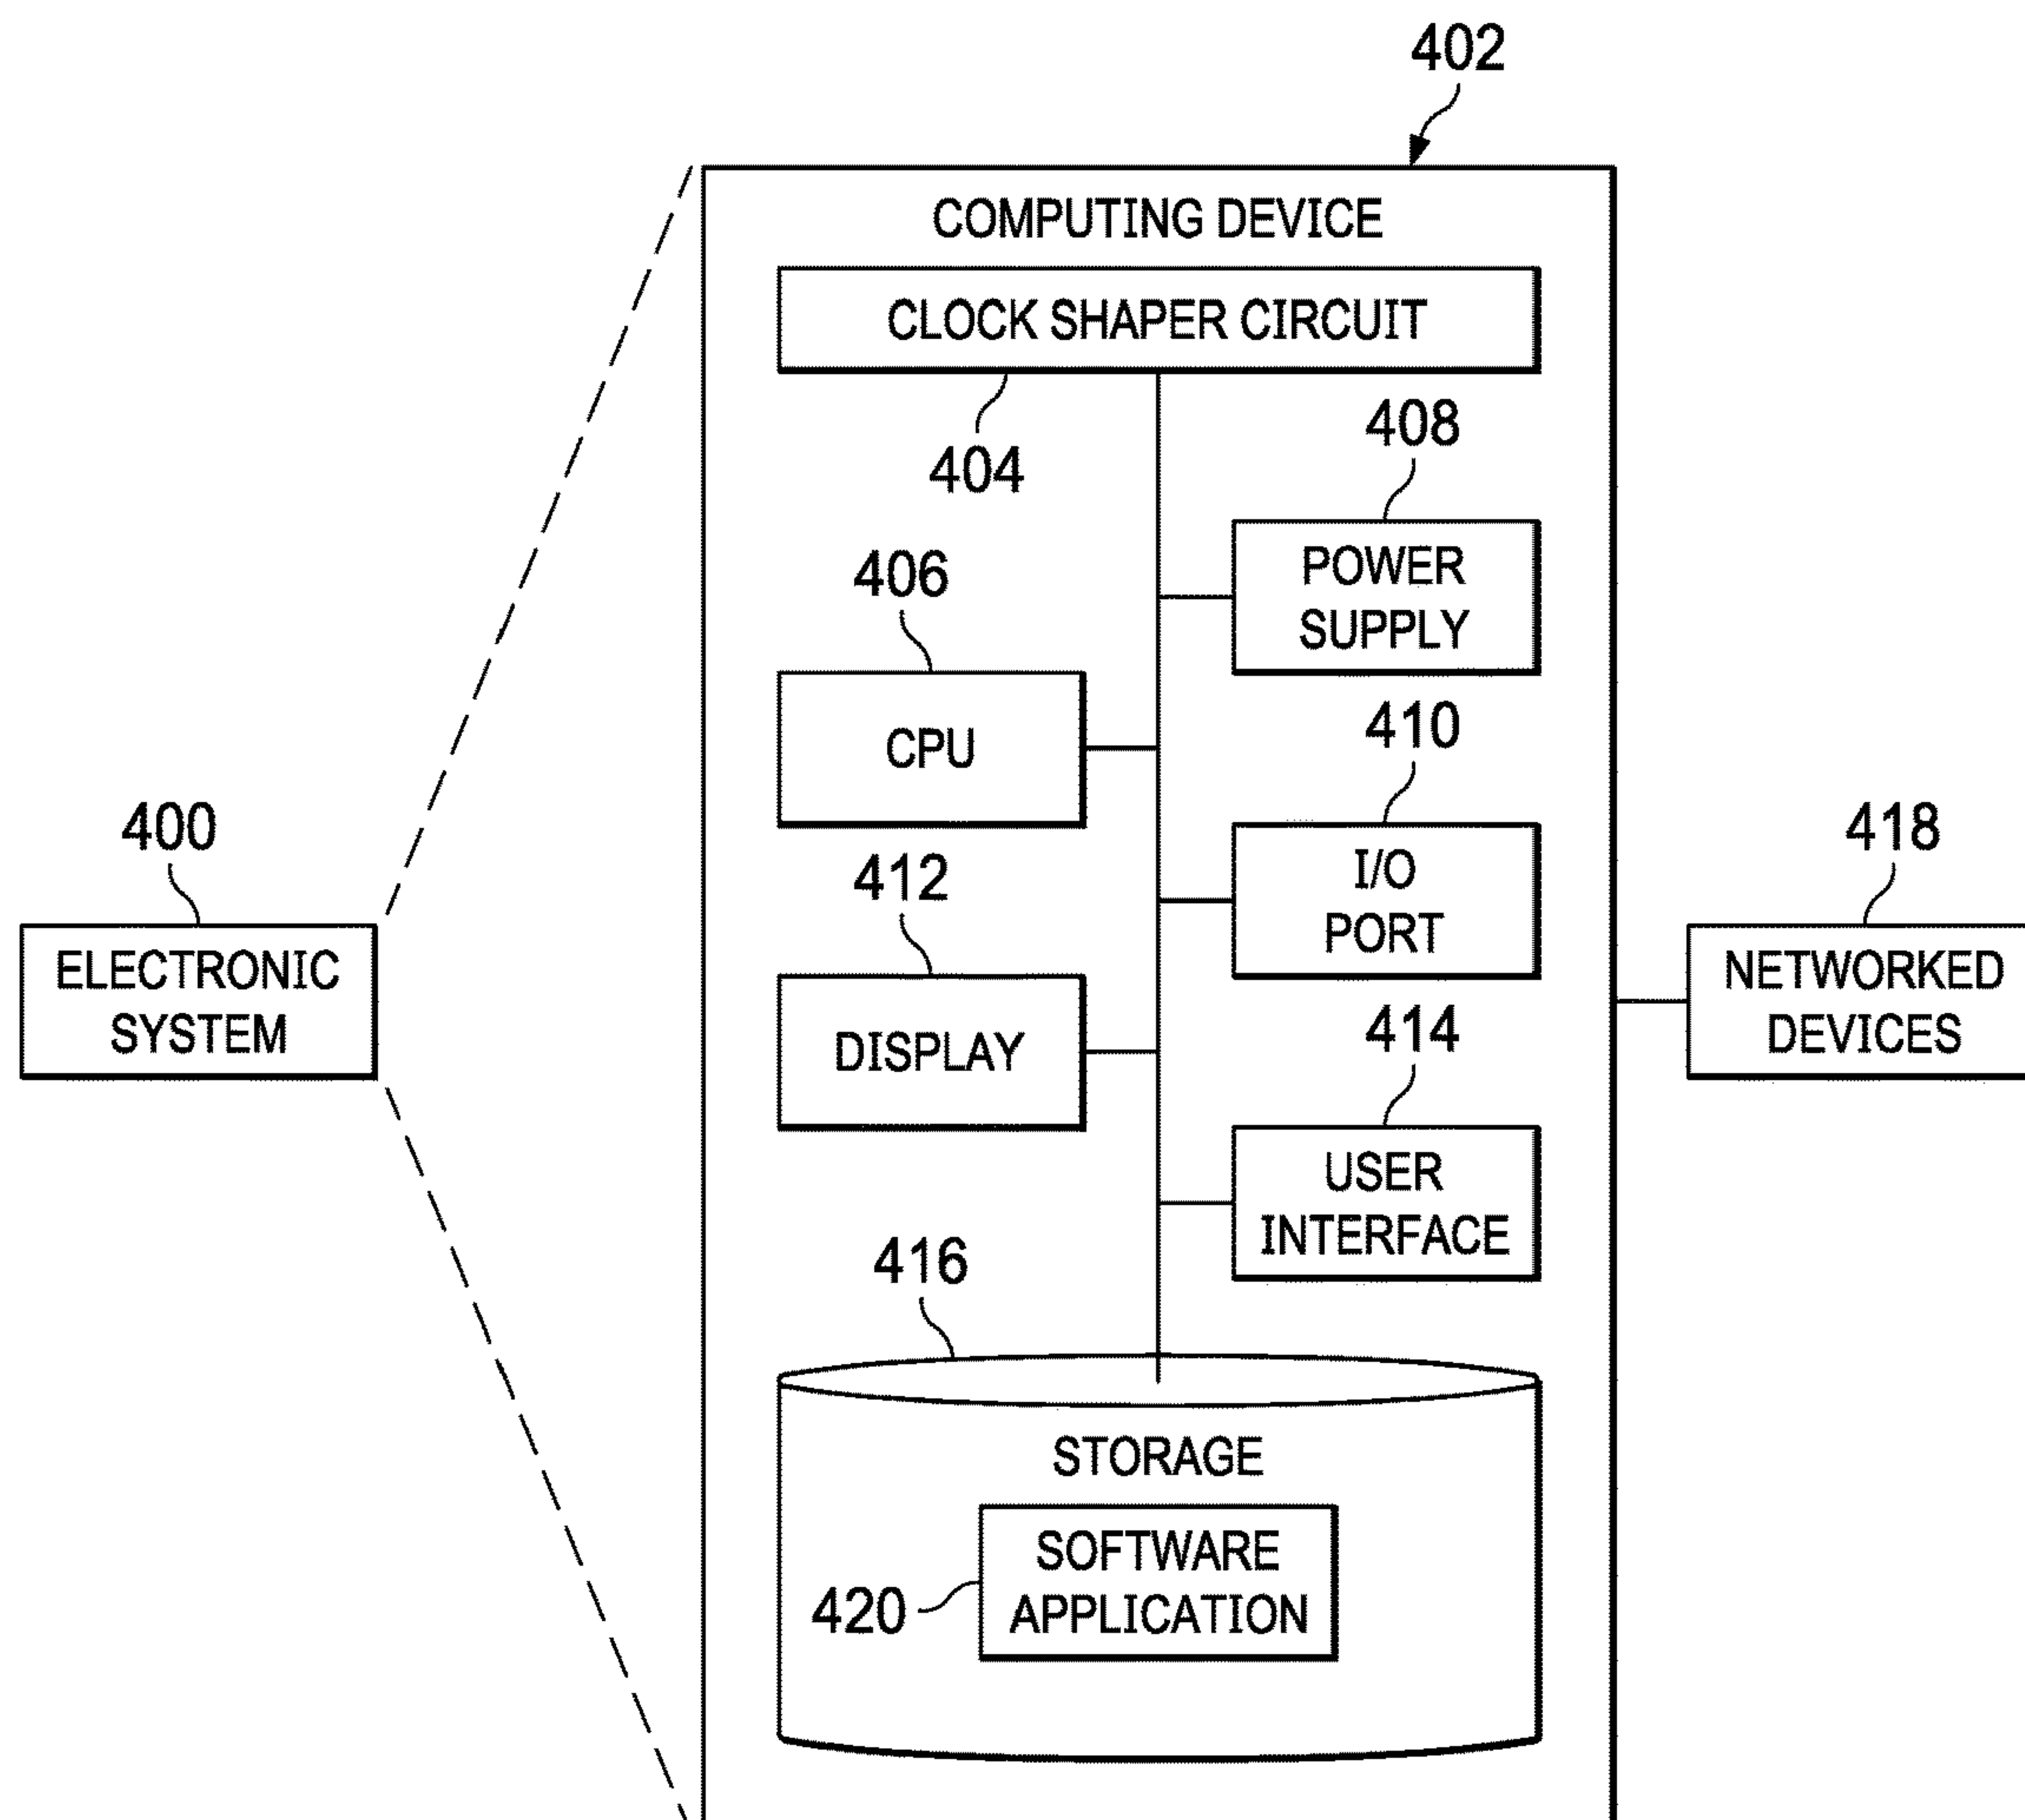 402
COMPUTING DEVICE
CLOCK SHAPER CIRCUIT
404
408
POWER
SUPPLY
406
CPU
410
I/O
PORT
400
ELECTRONIC
SYSTEM
412
DISPLAY
418
NETWORKED
DEVICES
414
USER
INTERFACE
416
STORAGE
SOFTWARE
APPLICATION
420